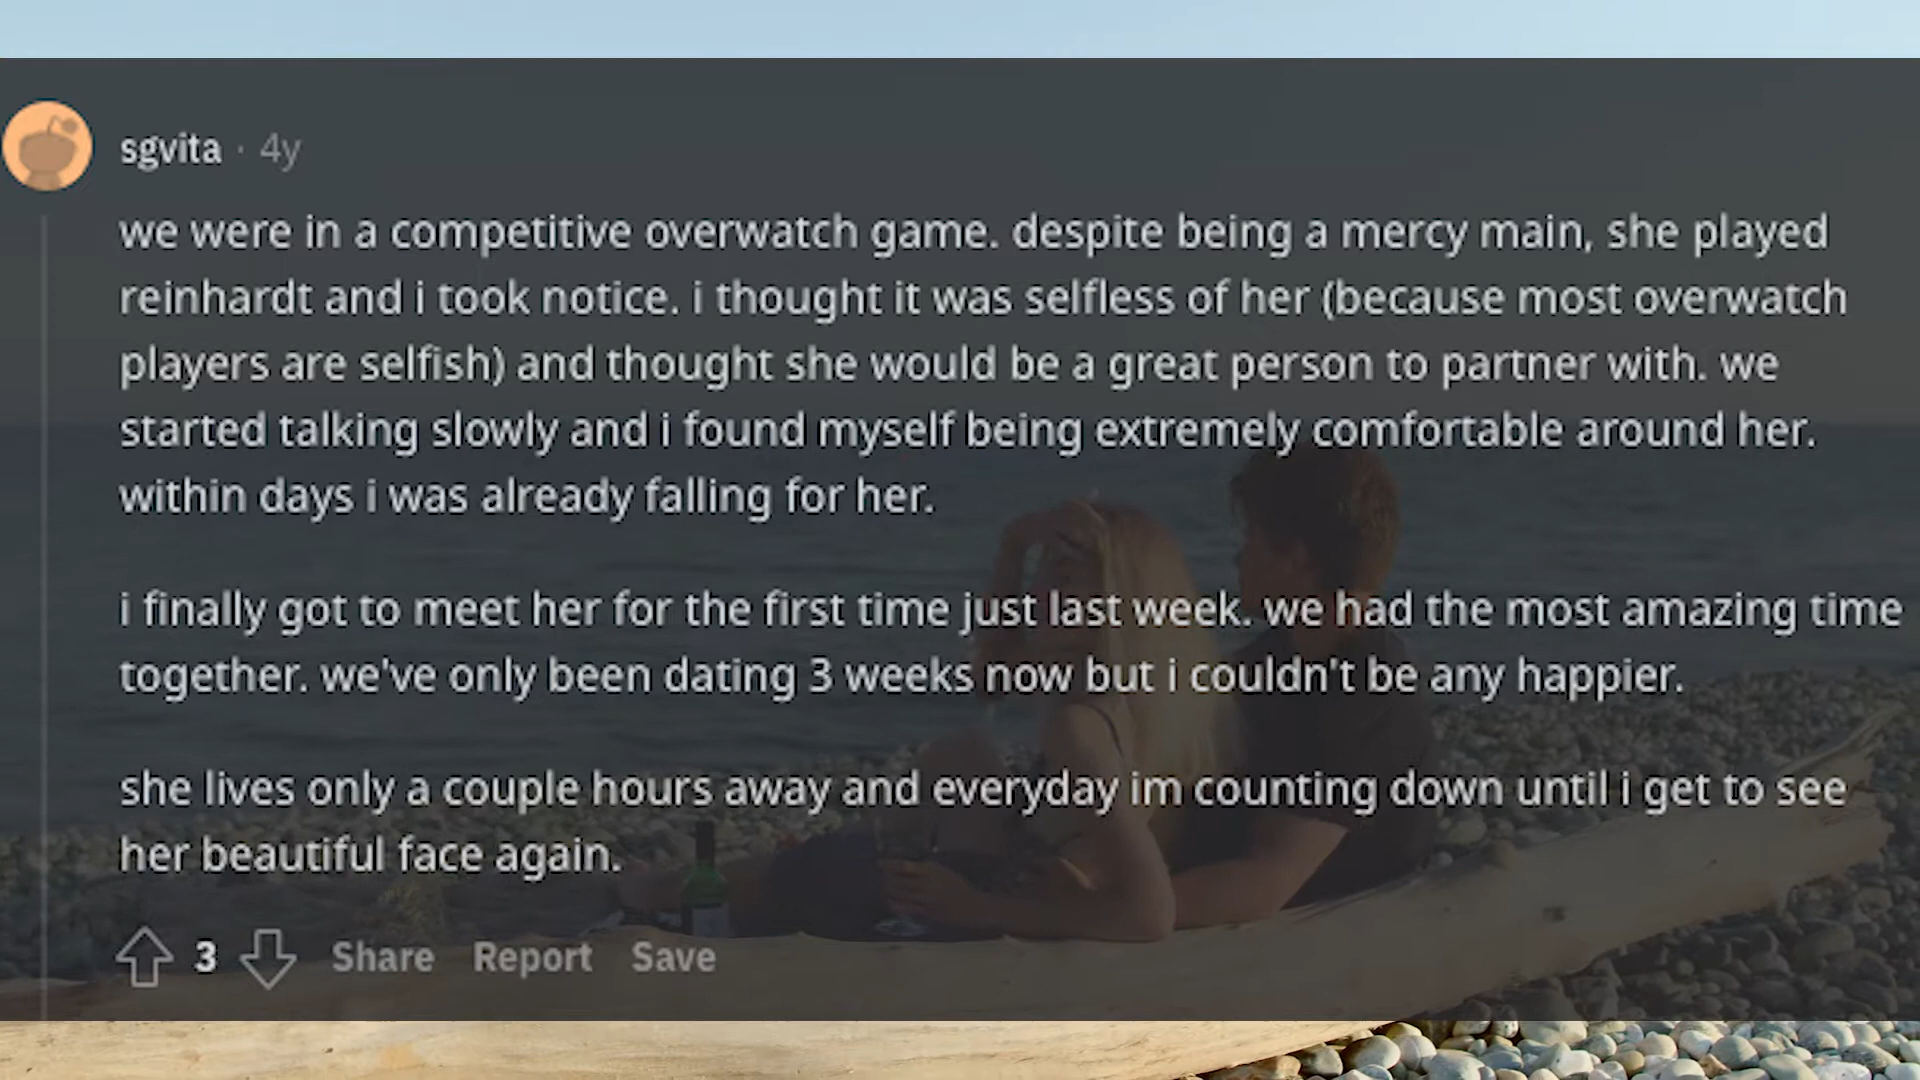 sgvita · 4y
we were in a competitive overwatch game. despite being a mercy main, she played
reinhardt and i took notice. i thought it was selfless of her (because most overwatch
players are selfish) and thought she would be a great person to partner with. we
started talking slowly and i found myself being extremely comfortable around her.
within days i was already falling for her.
i finally got to meet her for the first time just last week. we had the most amazing time
together. we've only been dating 3 weeks now but i couldn't be any happier.
she lives only a couple hours away and everyday im counting down until i get to see
her beautiful face again.
3 Share Report Save